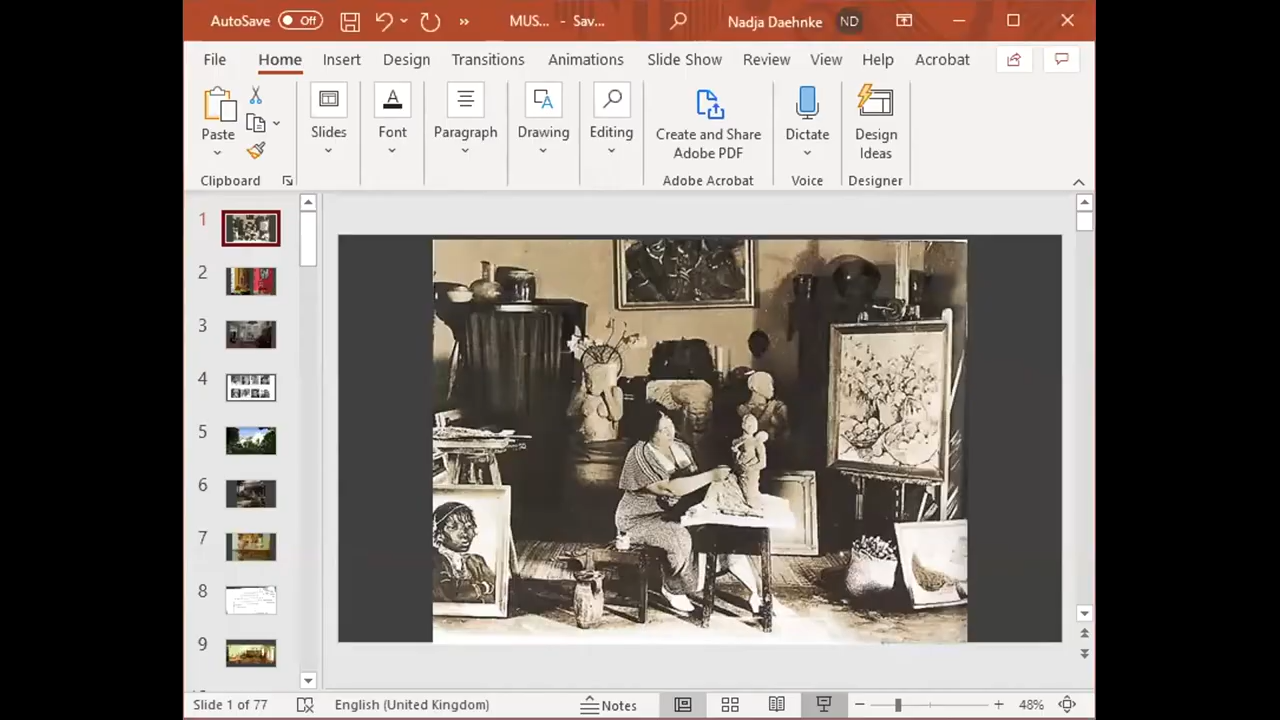 AutoSave Off » MUS... - Sav... Nadja Daehnke ND
File Home Insert Design Transitions Animations Slide Show Review View Help Acrobat
Paste Slides Font Paragraph Drawing Editing Create and Share Adobe PDF Dictate Design Ideas
Clipboard Adobe Acrobat Voice Designer
1
2
3
4
5
6
7
8
9
Slide 1 of 77 English (United Kingdom) Notes 48%